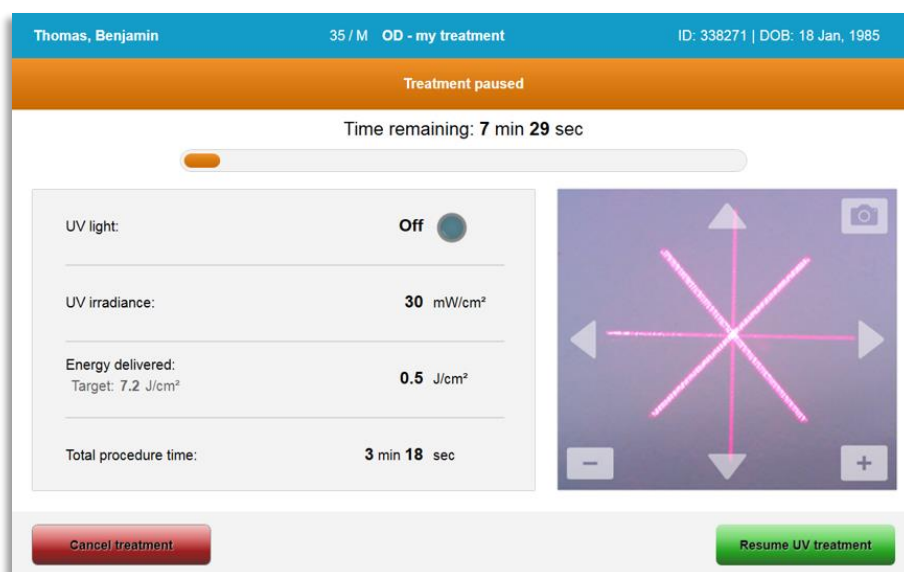 Thomas, Benjamin 35 / M OD - my treatment ID: 338271 | DOB: 18 Jan, 1985
Treatment paused
Time remaining: 7 min 29 sec
UV light: Off
UV irradiance: 30 mW/cm²
Energy delivered:
Target: 7.2 J/cm² 0.5 J/cm²
Total procedure time: 3 min 18 sec
− +
Cancel treatment Resume UV treatment